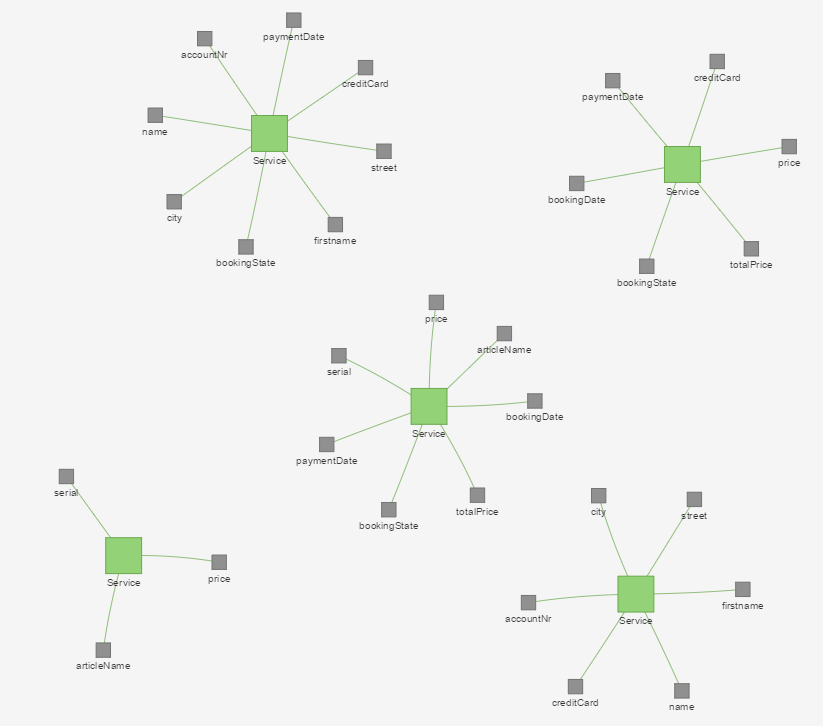 paymentDate
accountNr
creditCard
name
Service
street
city
firstname
bookingState
creditCard
paymentDate
price
Service
bookingDate
totalPrice
bookingState
price
articleName
serial
bookingDate
Service
paymentDate
totalPrice
bookingState
serial
price
Service
articleName
city
street
firstname
accountNr
Service
creditCard
name